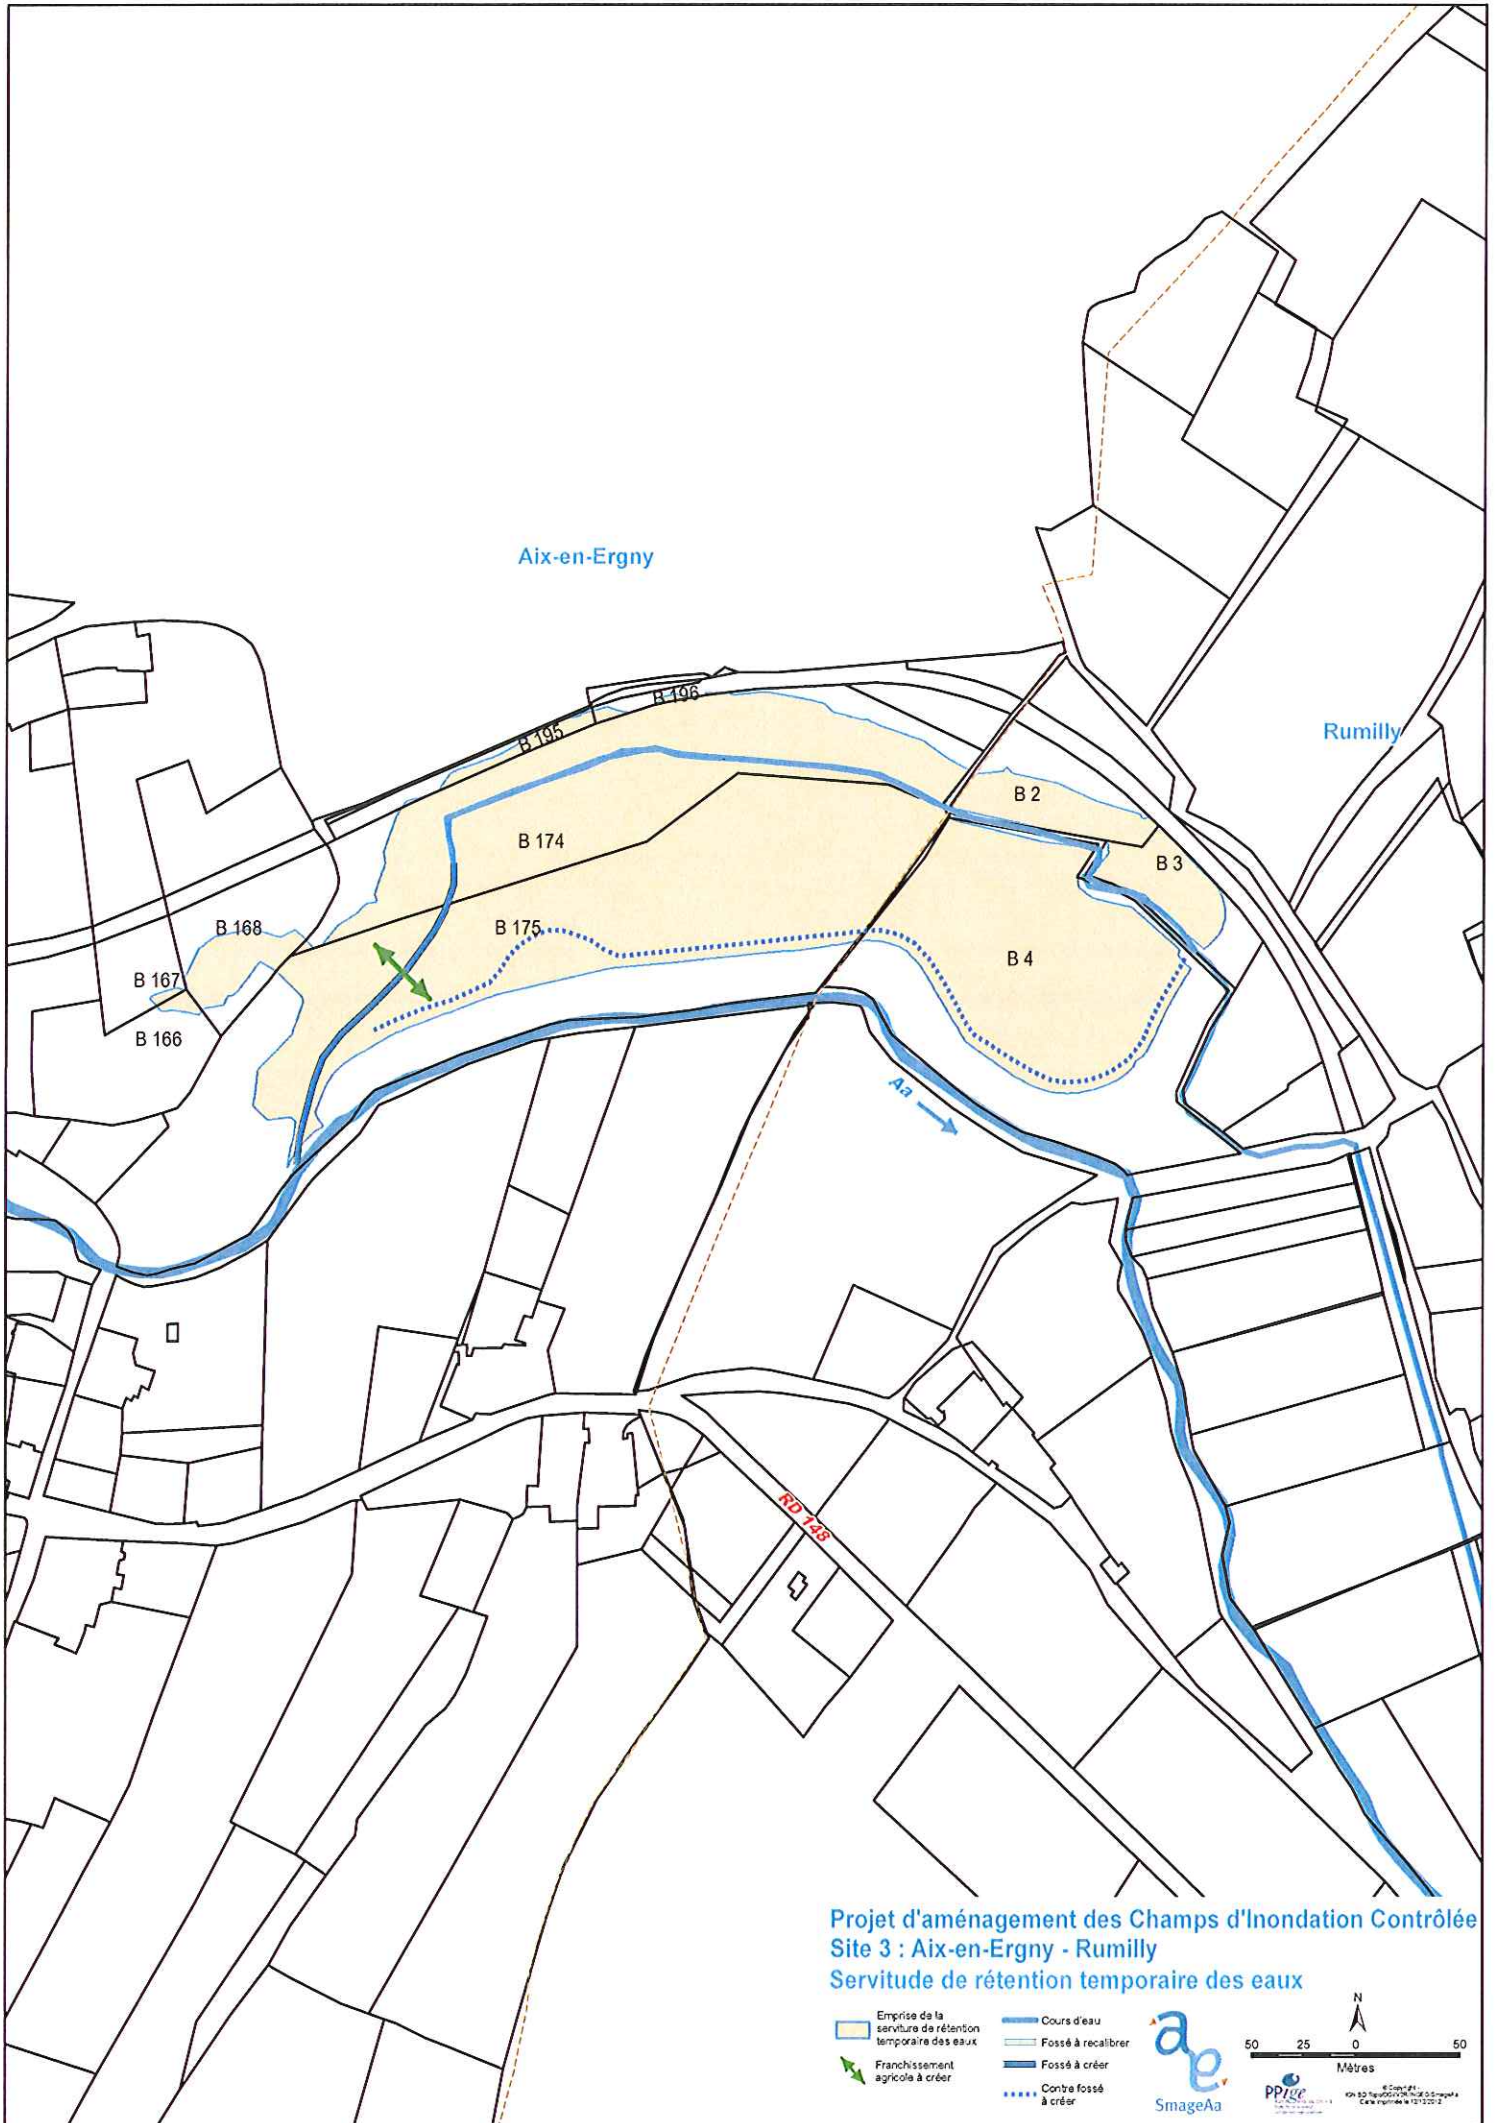 Aix-en-Ergny
B 196
Rumilly
B 195
B 2
B 174
B 3
B 168
B 175
B 4
B 167
B 166
Aa
RD 148
Projet d'aménagement des Champs d'Inondation Contrôlée
Site 3 : Aix-en-Ergny - Rumilly
Servitude de rétention temporaire des eaux
Emprise de la
serviture de rétention
temporaire des eaux
Franchissement
agricole à créer
Cours d'eau
Fossé à recalibrer
Fossé à créer
Contre fossé
à créer
ae
SmageAa
N
50 25 0 50
Mètres
PPIge